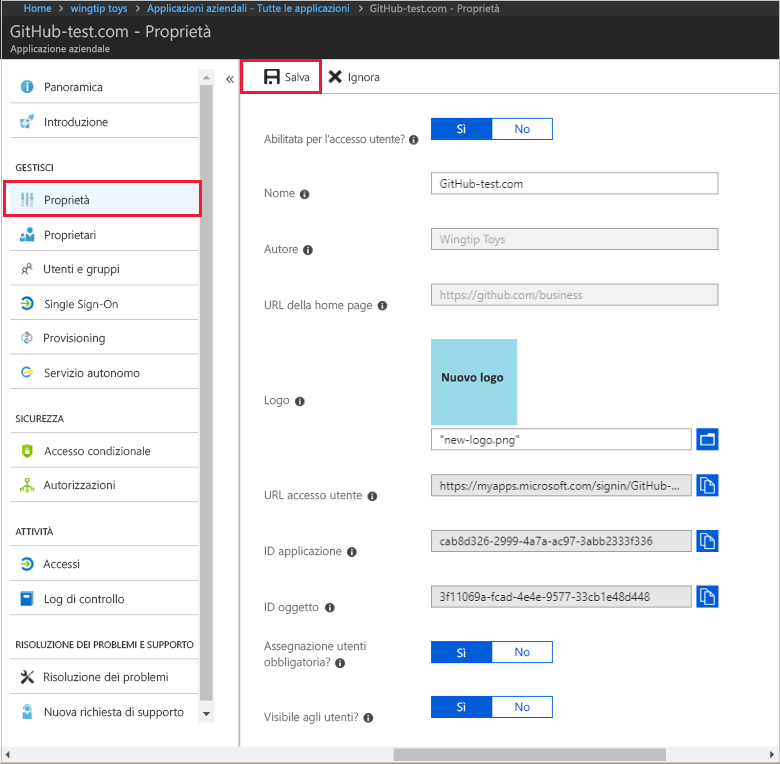 Home > wingtip toys > Applicazioni aziendali - Tutte le applicazioni > GitHub-test.com - Proprietà
GitHub-test.com - Proprietà
Applicazione aziendale
Panoramica
Introduzione
GESTISCI
Proprietà
Proprietari
Utenti e gruppi
Single Sign-On
Provisioning
Servizio autonomo
SICUREZZA
Accesso condizionale
Autorizzazioni
ATTIVITÀ
Accessi
Log di controllo
RISOLUZIONE DEI PROBLEMI E SUPPORTO
Risoluzione dei problemi
Nuova richiesta di supporto
«
Salva Ignora
Abilitata per l'accesso utente? Sì No
Nome GitHub-test.com
Autore Wingtip Toys
URL della home page https://github.com/business
Nuovo logo
Logo
"new-logo.png"
URL accesso utente https://myapps.microsoft.com/signin/GitHub-...
ID applicazione cab8d326-2999-4a7a-ac97-3abb2333f336
ID oggetto 3f11069a-fcad-4e4e-9577-33cb1e48d448
Assegnazione utenti
obbligatoria? Sì No
Visibile agli utenti? Sì No